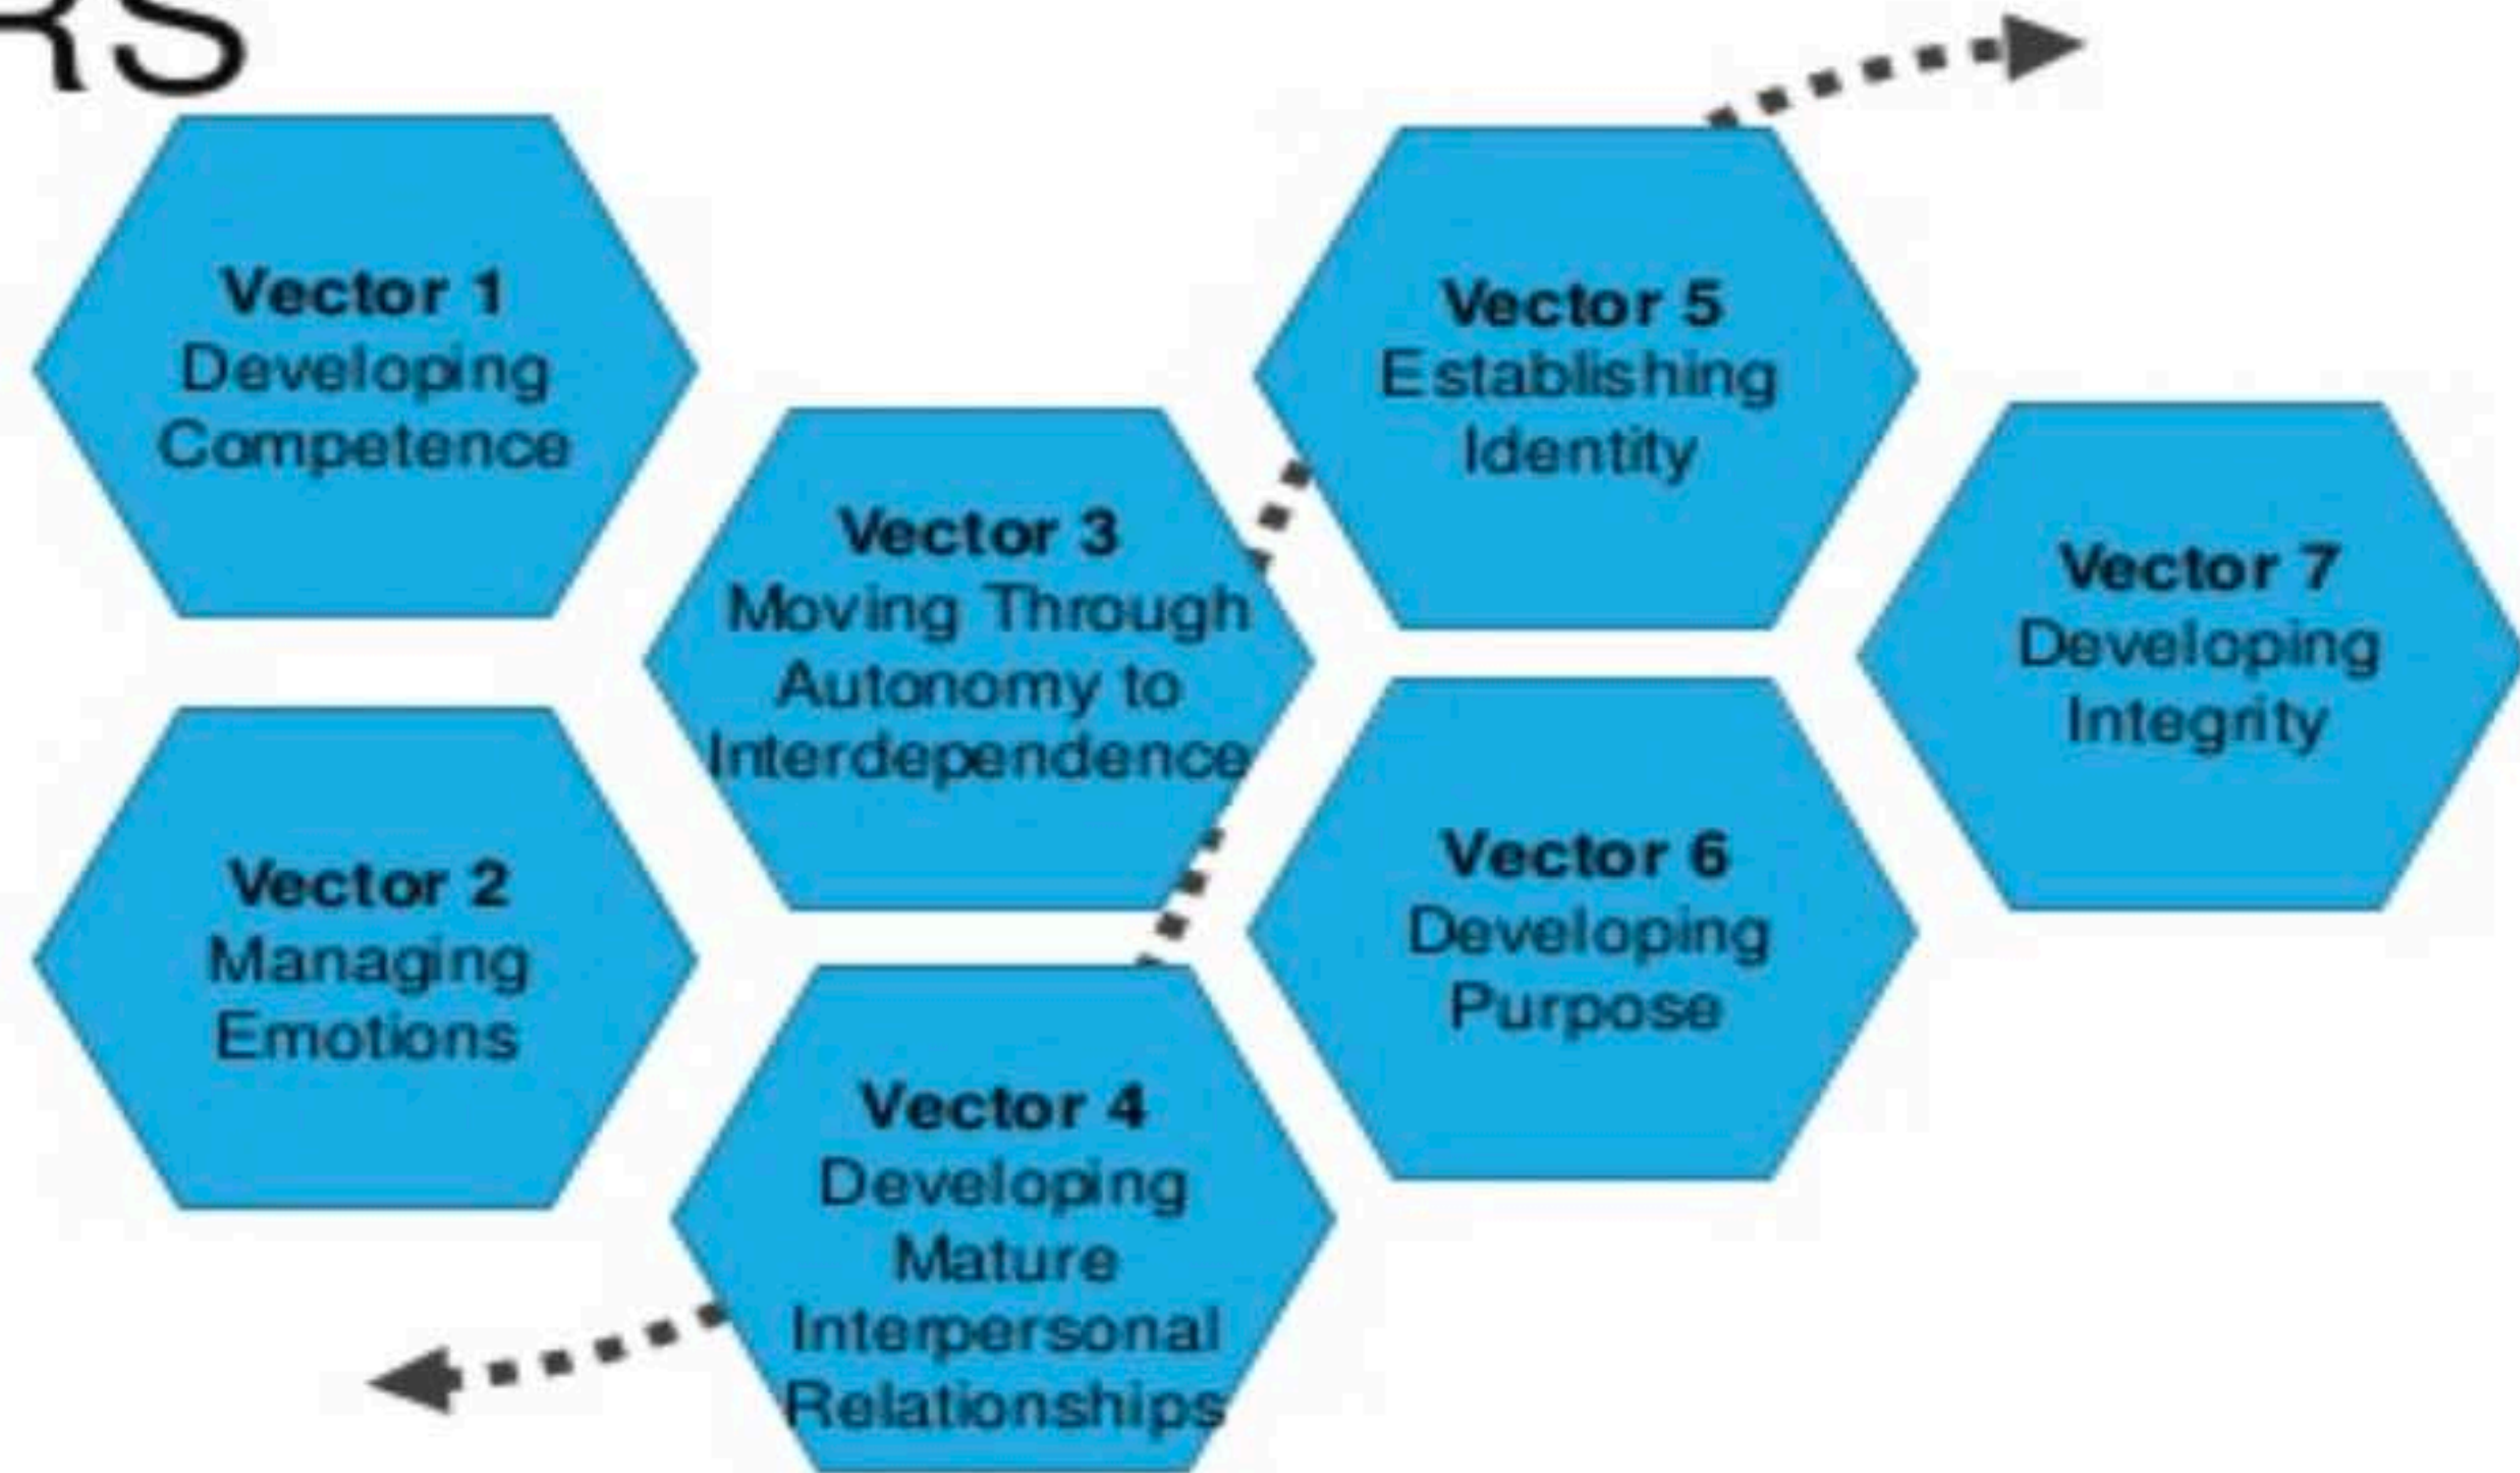 RS
Vector 1
Developing
Competence
Vector 2
Managing
Emotions
Vector 3
Moving Through
Autonomy to
Interdependence
Vector 4
Developing
Mature
Interpersonal
Relationships
Vector 5
Establishing
Identity
Vector 6
Developing
Purpose
Vector 7
Developing
Integrity